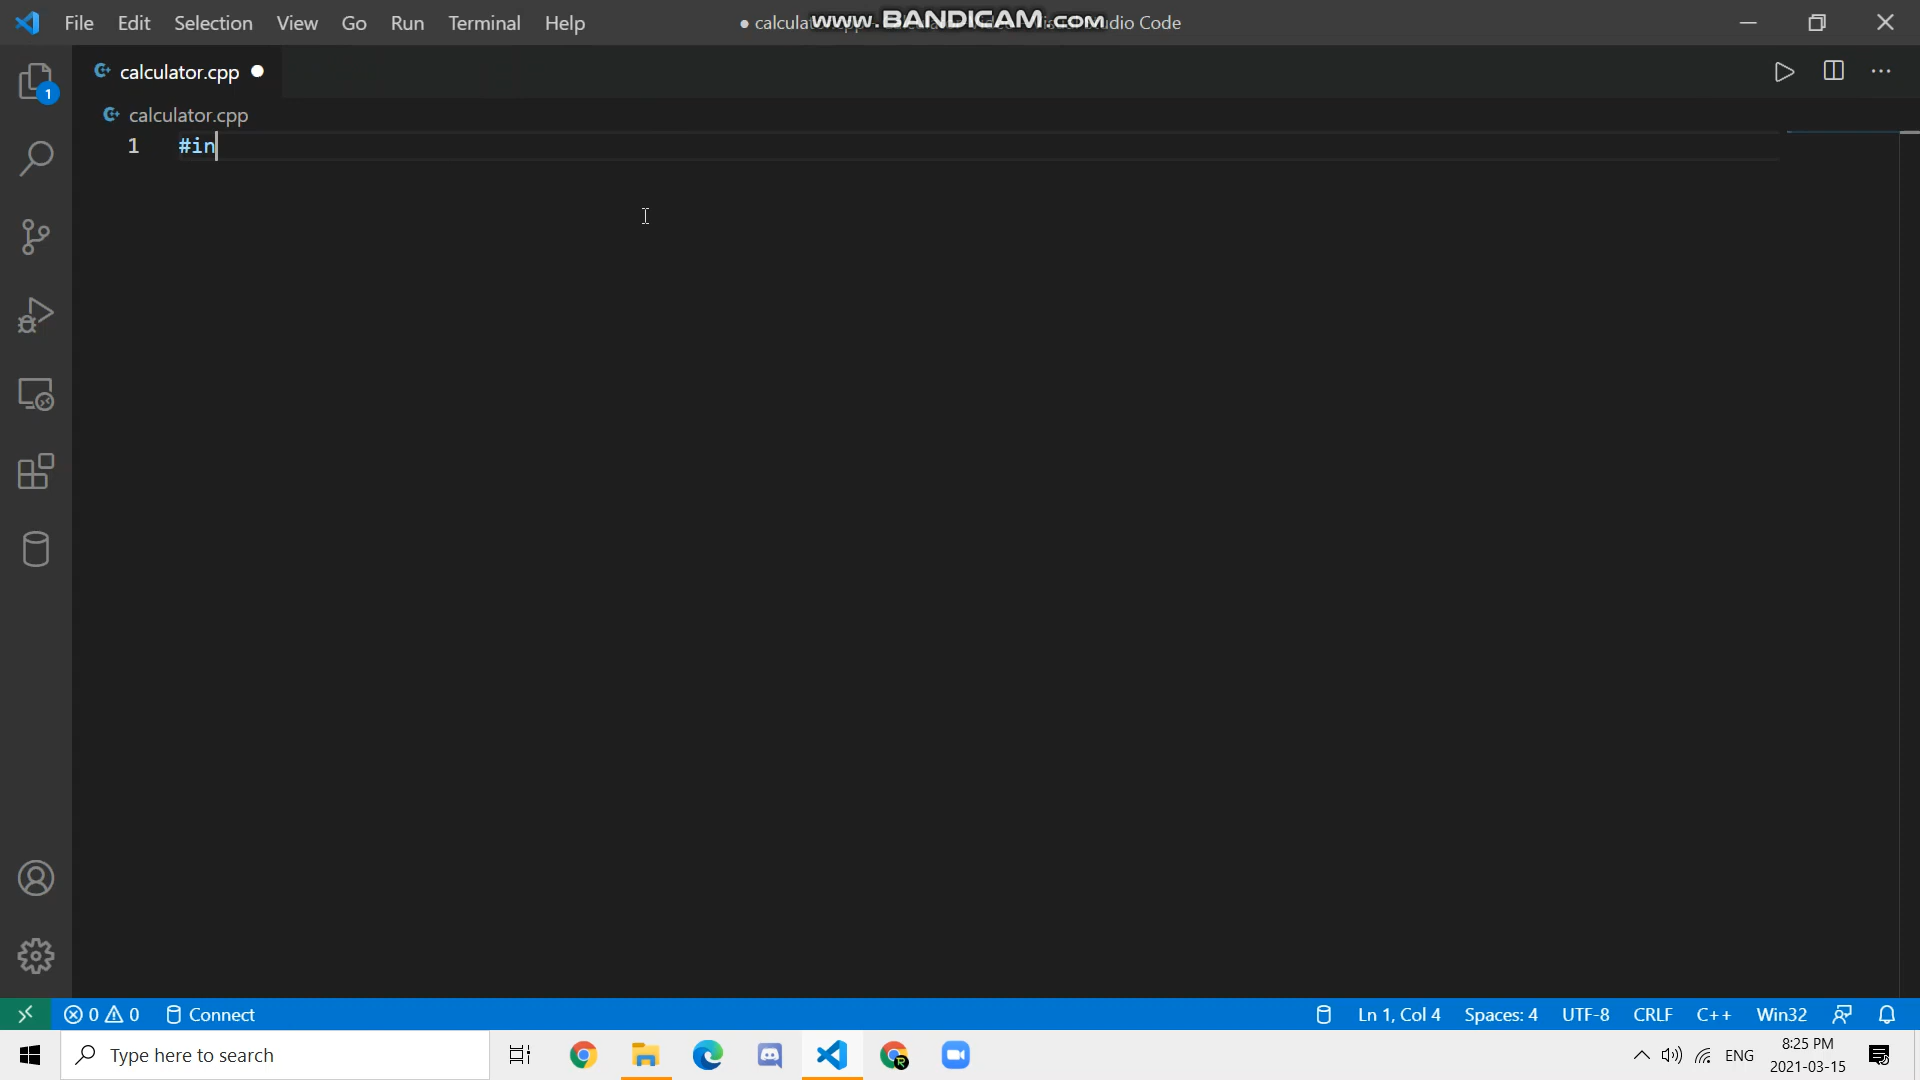 File Edit Selection View Go Run Terminal Help
● calculat
www.BANDICAM.com
dio Code
calculator.cpp ●
1
calculator.cpp
1 #in
0 0 Connect
Ln 1, Col 4 Spaces: 4 UTF-8 CRLF C++ Win32
Type here to search
ENG
8:25 PM
2021-03-15